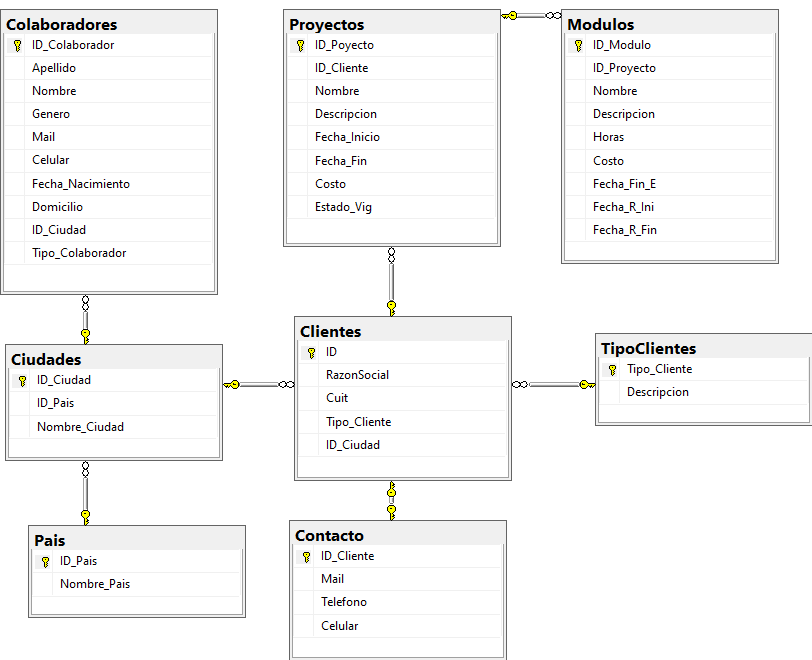 Colaboradores
ID_Colaborador
Apellido
Nombre
Genero
Mail
Celular
Fecha_Nacimiento
Domicilio
ID_Ciudad
Tipo_Colaborador
Proyectos
ID_Poyecto
ID_Cliente
Nombre
Descripcion
Fecha_Inicio
Fecha_Fin
Costo
Estado_Vig
Modulos
ID_Modulo
ID_Proyecto
Nombre
Descripcion
Horas
Costo
Fecha_Fin_E
Fecha_R_Ini
Fecha_R_Fin
Ciudades
ID_Ciudad
ID_Pais
Nombre_Ciudad
Clientes
ID
RazonSocial
Cuit
Tipo_Cliente
ID_Ciudad
TipoClientes
Tipo_Cliente
Descripcion
Pais
ID_Pais
Nombre_Pais
Contacto
ID_Cliente
Mail
Telefono
Celular